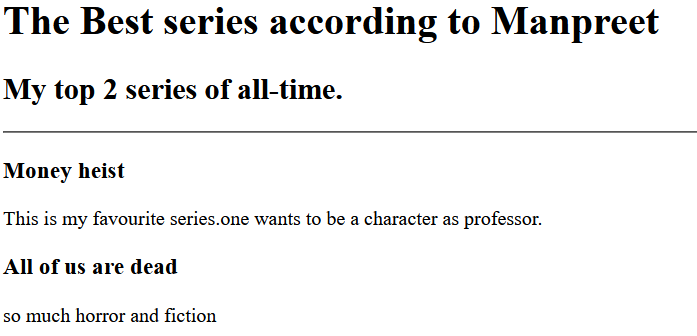 The Best series according to Manpreet
My top 2 series of all-time.
Money heist
This is my favourite series.one wants to be a character as professor.
All of us are dead
so much horror and fiction